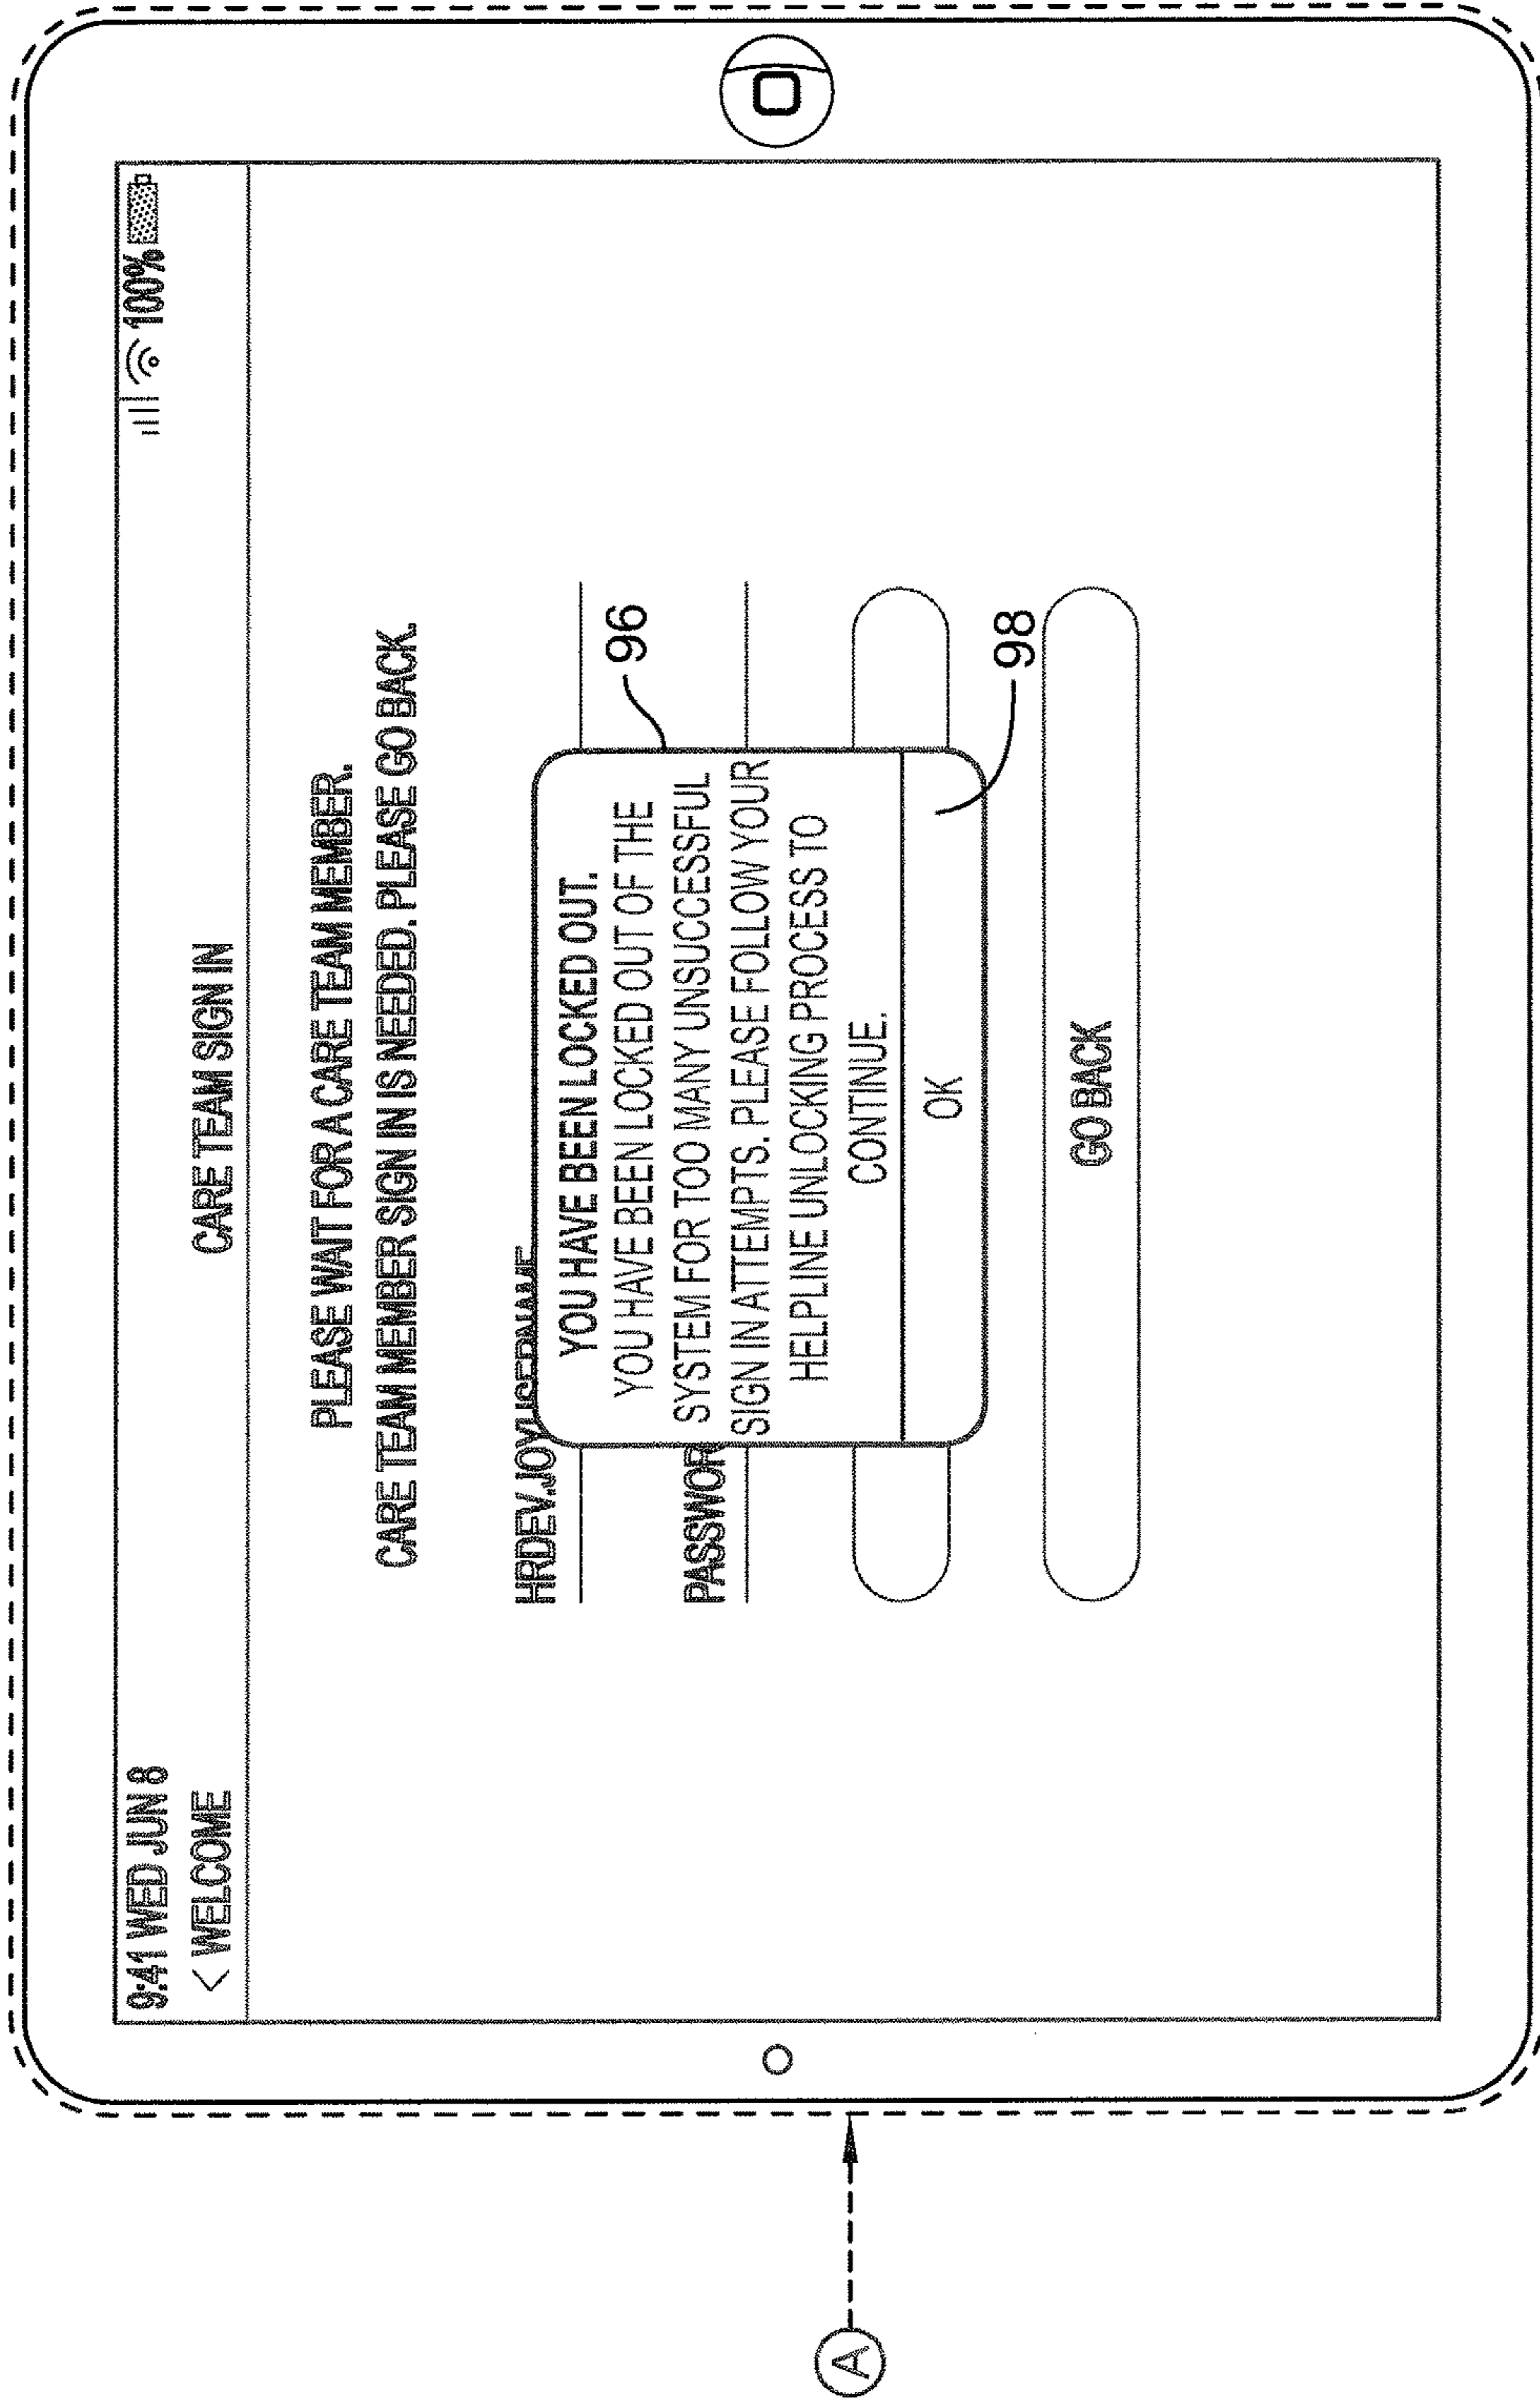 9:41 WED JUN 8
100%
< WELCOME
CARE TEAM SIGN IN
PLEASE WAIT FOR A CARE TEAM MEMBER.
CARE TEAM MEMBER SIGN IN IS NEEDED. PLEASE GO BACK.
HRDEV.JOYUSERNAME
YOU HAVE BEEN LOCKED OUT.
YOU HAVE BEEN LOCKED OUT OF THE
96
PASSWOR
SYSTEM FOR TOO MANY UNSUCCESSFUL
SIGN IN ATTEMPTS. PLEASE FOLLOW YOUR
HELPLINE UNLOCKING PROCESS TO
CONTINUE.
OK
98
GO BACK
A